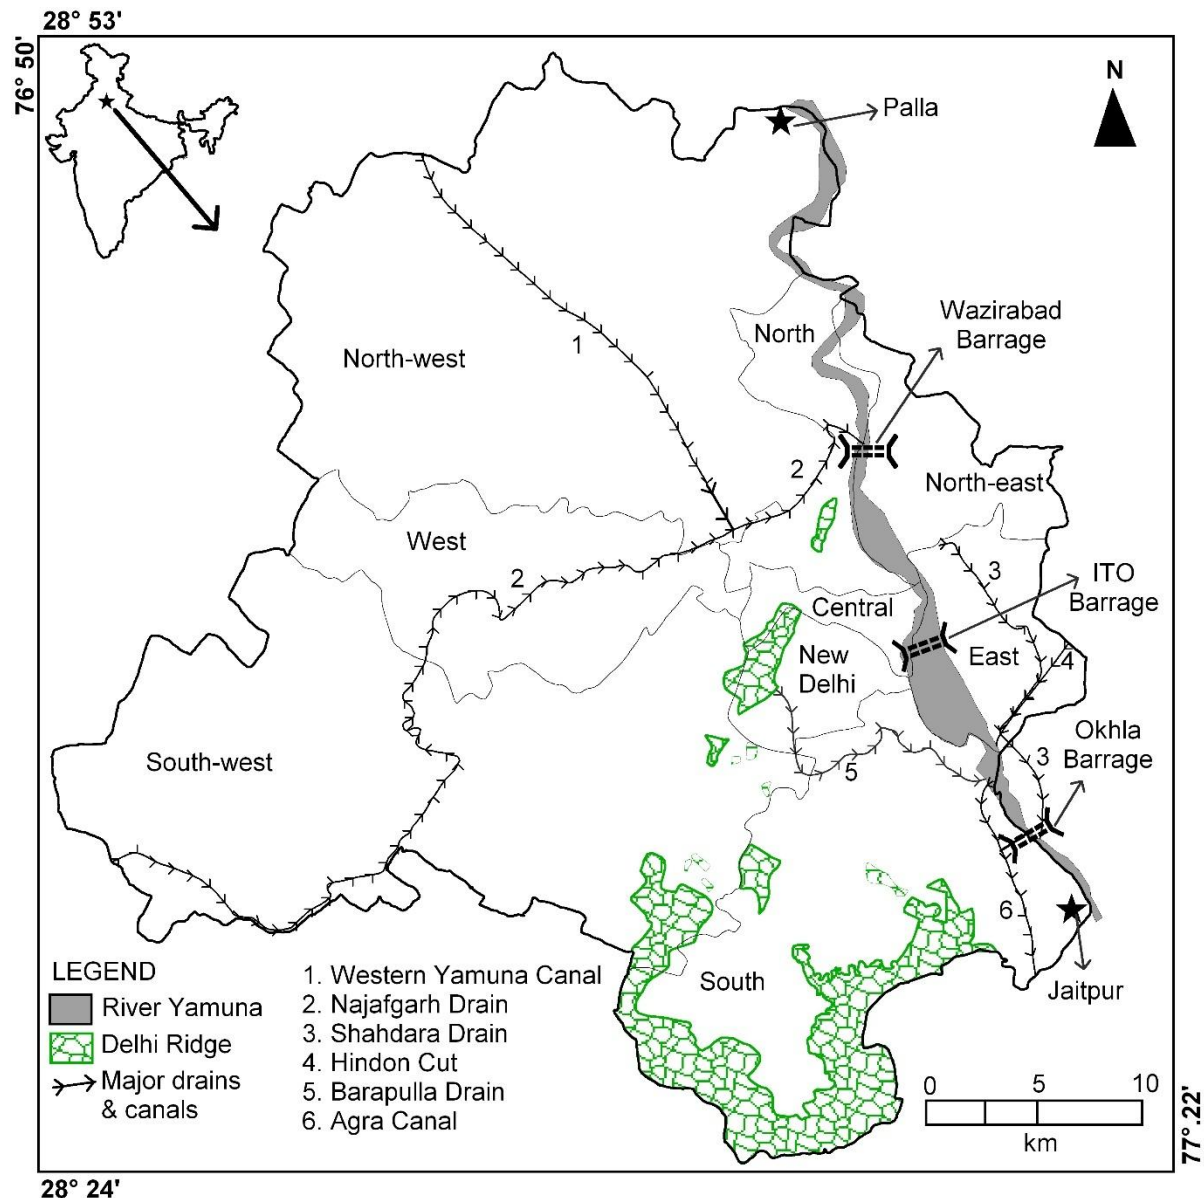 28° 53'
76° 50'
N
Palla
Wazirabad
Barrage
North
1
North-west
2
North-east
West
2
3
ITO
Barrage
Central
New
Delhi
East
4
Okhla
Barrage
South-west
5
3
6
South
Jaitpur
LEGEND
River Yamuna
Delhi Ridge
Major drains
& canals
1. Western Yamuna Canal
2. Najafgarh Drain
3. Shahdara Drain
4. Hindon Cut
5. Barapulla Drain
6. Agra Canal
0 5 10
km
77°.22'
28° 24'